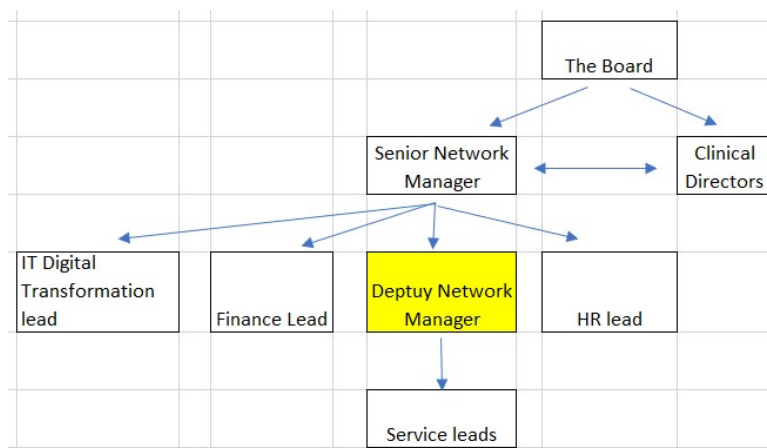 The Board
Senior Network
Manager
Clinical
Directors
IT Digital
Transformation
lead
Finance Lead
Deptuy Network
Manager
HR lead
Service leads